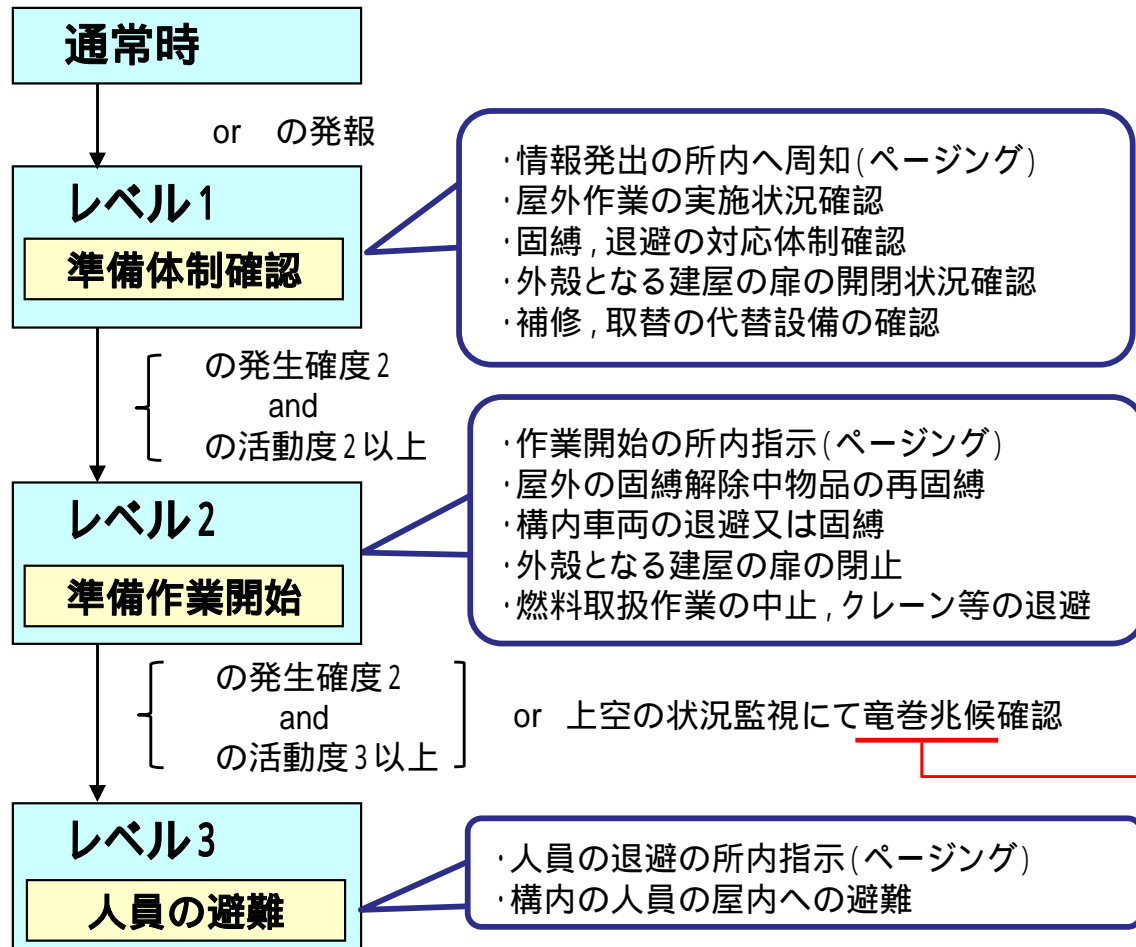 通常時
or の発報
レベル1
準備体制確認
・情報発出の所内へ周知(ページング)
・屋外作業の実施状況確認
・固縛,退避の対応体制確認
・外殻となる建屋の扉の開閉状況確認
・補修,取替の代替設備の確認
の発生確度2
and
の活動度2以上
レベル2
準備作業開始
・作業開始の所内指示(ページング)
・屋外の固縛解除中物品の再固縛
・構内車両の退避又は固縛
・外殻となる建屋の扉の閉止
・燃料取扱作業の中止,クレーン等の退避
の発生確度2
and
の活動度3以上
or 上空の状況監視にて竜巻兆候確認
レベル3
人員の避難
・人員の退避の所内指示(ページング)
・構内の人員の屋内への避難